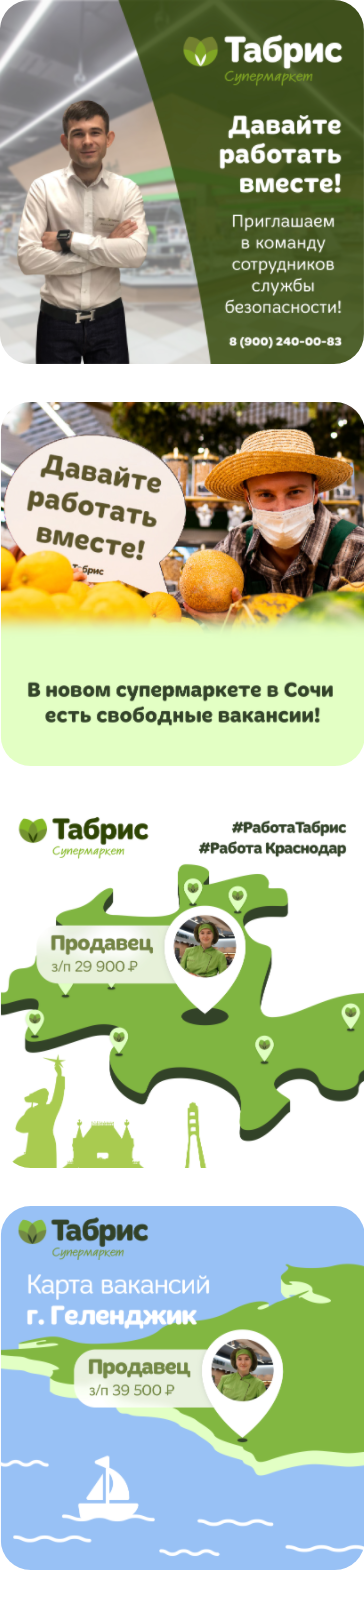 Табрис
Супермаркет
Давайте
работать
вместе!
Приглашаем
в команду
сотрудников
службы
безопасности!
8 (900) 240-00-83
Давайте
работать
вместе!
Табрис
В новом супермаркете в Сочи
есть свободные вакансии!
Табрис
Супермаркет
#РаботаТабрис
#Работа Краснодар
Продавец
з/п 29 900 ₽
Табрис
Супермаркет
Карта вакансий
г. Геленджик
Продавец
з/п 39 500 ₽